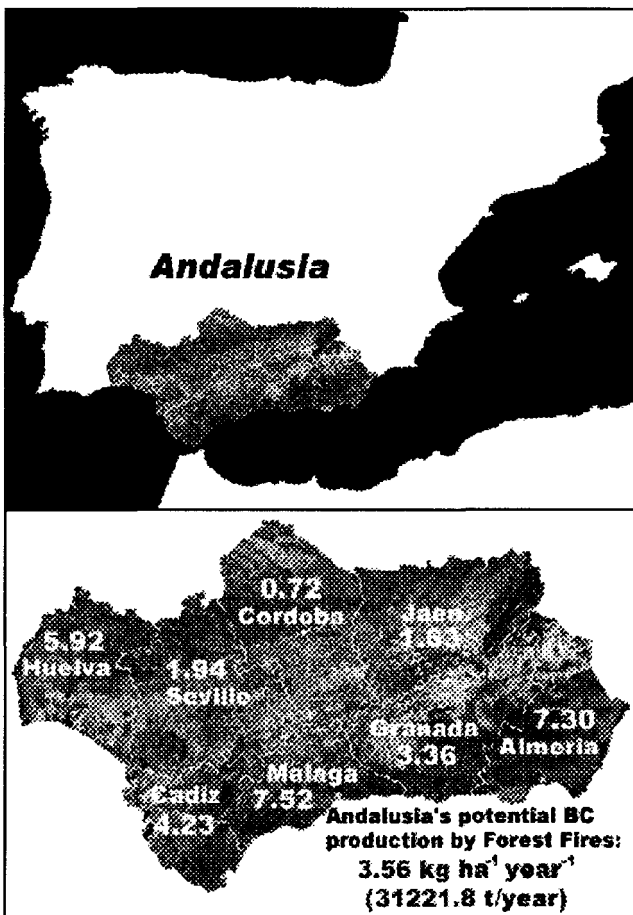 Andalusia
0.72
Cordoba
Jaen
1.63
5.92
Huelva
1.94
Sevilla
7.30
Almeria
Granada
3.36
Malaga
7.52
Cadiz
4.23
Andalusia's potential BC
production by Forest Fires:
3.56 kg ha⁻¹ year⁻¹
(31221.8 t/year)